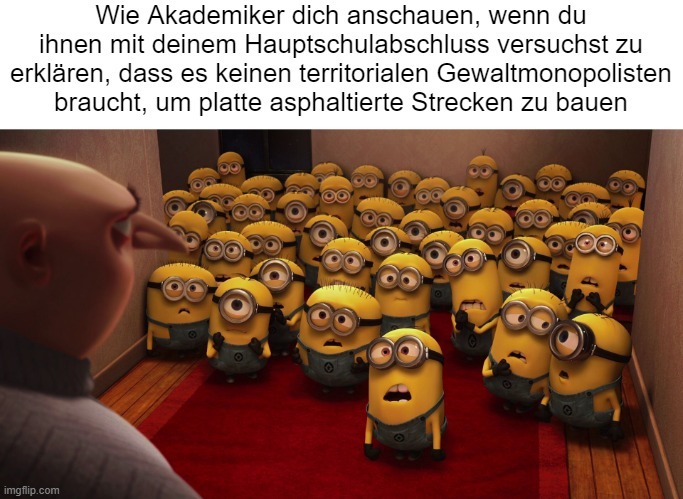 Wie Akademiker dich anschauen, wenn du
ihnen mit deinem Hauptschulabschluss versuchst zu
erklären, dass es keinen territorialen Gewaltmonopolisten
braucht, um platte asphaltierte Strecken zu bauen
imgflip.com